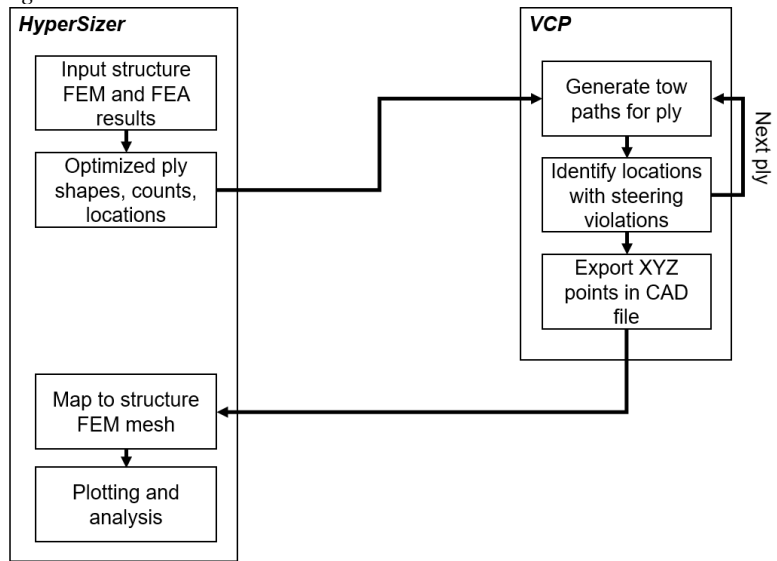 HyperSizer
Input structure
FEM and FEA
results
Optimized ply
shapes, counts,
locations
Map to structure
FEM mesh
Plotting and
analysis
VCP
Generate tow
paths for ply
Identify locations
with steering
violations
Export XYZ
points in CAD
file
Next ply